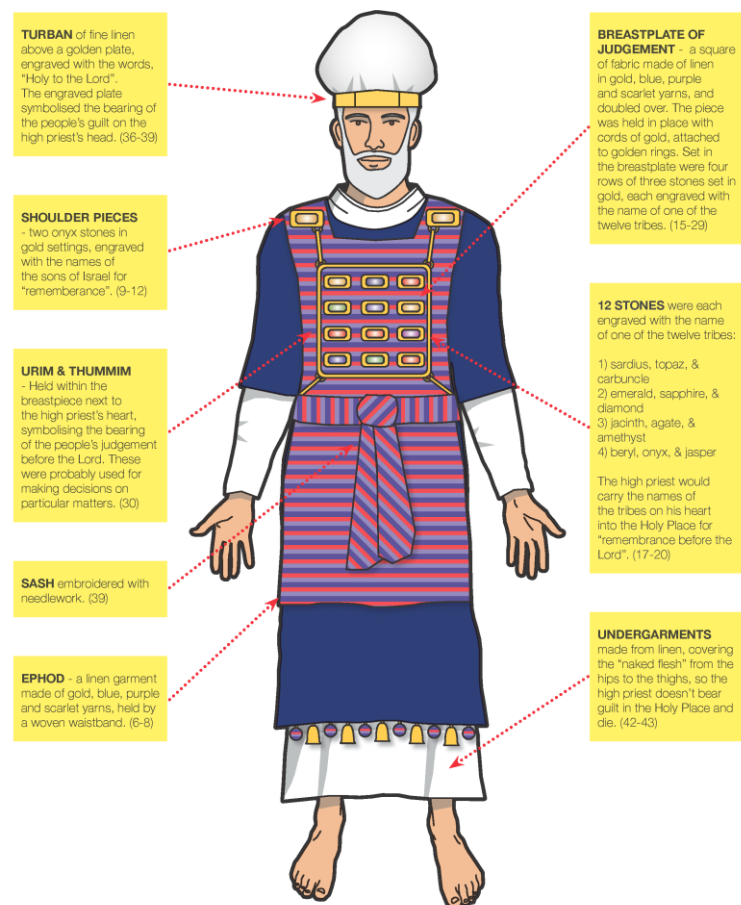 TURBAN of fine linen
above a golden plate,
engraved with the words,
“Holy to the Lord”.
The engraved plate
symbolised the bearing of
the people’s guilt on the
high priest’s head. (36-39)
SHOULDER PIECES
- two onyx stones in
gold settings, engraved
with the names of
the sons of Israel for
“rememberance”. (9-12)
URIM & THUMMIM
- Held within the
breastpiece next to
the high priest’s heart,
symbolising the bearing
of the people’s judgement
before the Lord. These
were probably used for
making decisions on
particular matters. (30)
SASH embroidered with
needlework. (39)
EPHOD - a linen garment
made of gold, blue, purple
and scarlet yarns, held by
a woven waistband. (6-8)
BREASTPLATE OF
JUDGEMENT - a square
of fabric made of linen
in gold, blue, purple
and scarlet yarns, and
doubled over. The piece
was held in place with
cords of gold, attached
to golden rings. Set in
the breastplate were four
rows of three stones set in
gold, each engraved with
the name of one of the
twelve tribes. (15-29)
12 STONES were each
engraved with the name
of one of the twelve tribes:
1) sardius, topaz, &
carbuncle
2) emerald, sapphire, &
diamond
3) jacinth, agate, &
amethyst
4) beryl, onyx, & jasper
The high priest would
carry the names of
the tribes on his heart
into the Holy Place for
“remembrance before the
Lord”. (17-20)
UNDERGARMENTS
made from linen, covering
the “naked flesh” from the
hips to the thighs, so the
high priest doesn’t bear
guilt in the Holy Place and
die. (42-43)